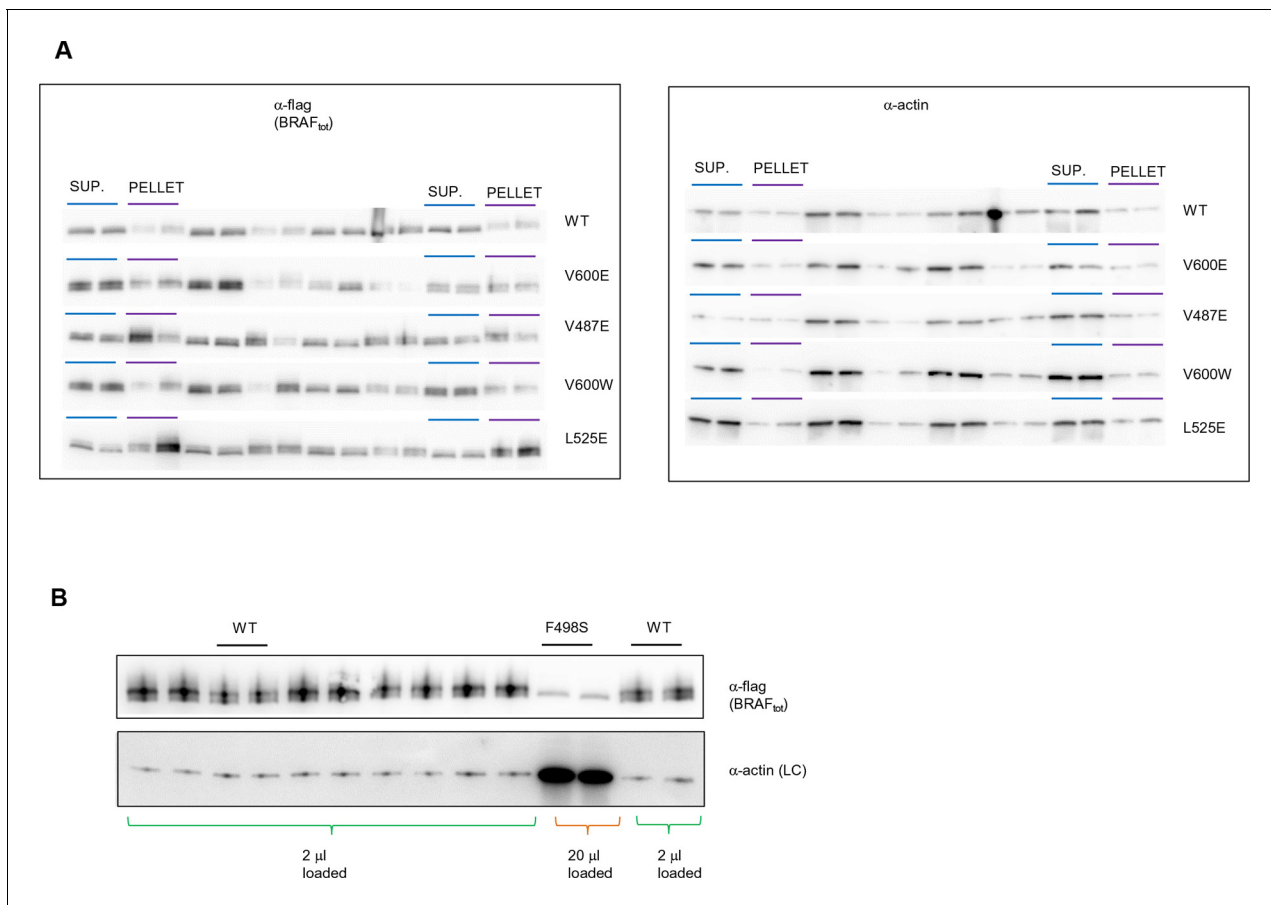 A
α-flag
(BRAFtot)
SUP. PELLET SUP. PELLET
WT
V600E
V487E
V600W
L525E
α-actin
SUP. PELLET SUP. PELLET
WT
V600E
V487E
V600W
L525E
B
WT F498S WT
α-flag
(BRAFtot)
α-actin (LC)
2 µl
loaded
20 µl
loaded
2 µl
loaded